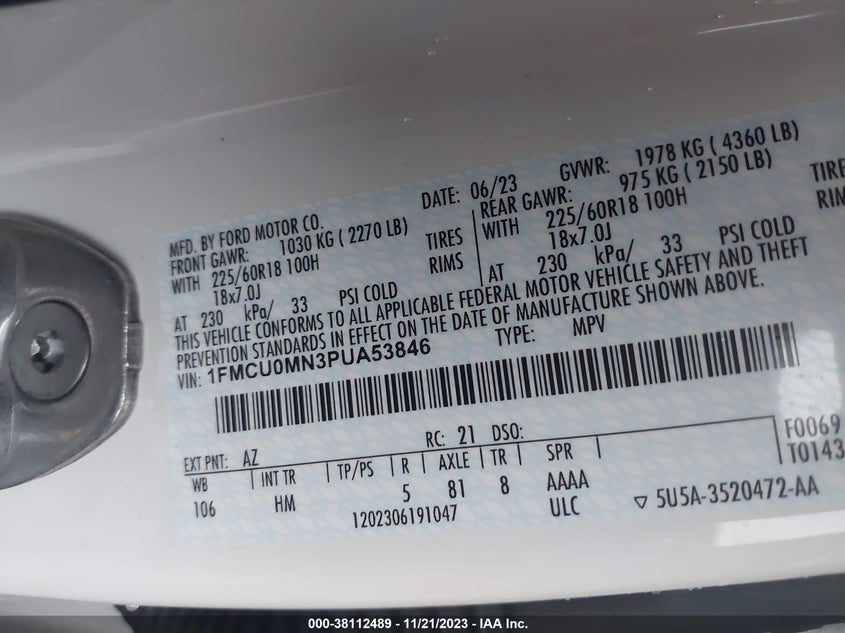 MFD. BY FORD MOTOR CO. DATE: 06/23 GVWR: 1978 KG ( 4360 LB)
FRONT GAWR: 1030 KG ( 2270 LB) REAR GAWR: 975 KG ( 2150 LB)
WITH 225/60R18 100H TIRES WITH 225/60R18 100H TIRE
18x7.0J RIMS 18x7.0J RIM
AT 230 kPa/ 33 PSI COLD AT 230 kPa/ 33 PSI COLD
THIS VEHICLE CONFORMS TO ALL APPLICABLE FEDERAL MOTOR VEHICLE SAFETY AND THEFT
PREVENTION STANDARDS IN EFFECT ON THE DATE OF MANUFACTURE SHOWN ABOVE.
VIN: 1FMCU0MN3PUA53846 TYPE: MPV
EXT PNT: AZ RC: 21 DSO: F0069
WB INT TR TP/PS R AXLE TR SPR T0143
106 HM 5 81 8 AAAA
1202306191047 ULC ▽ 5U5A-3520472-AA
000-38112489 - 11/21/2023 - IAA Inc.